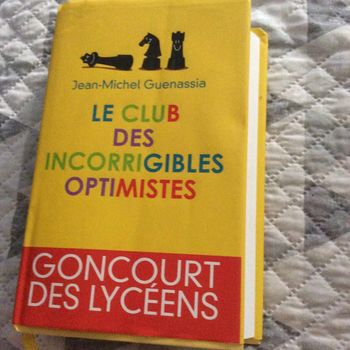 Jean-Michel Guenassia
LE CLUB
DES
INCORRIGIBLES
OPTIMISTES
GONCOURT
DES LYCÉENS